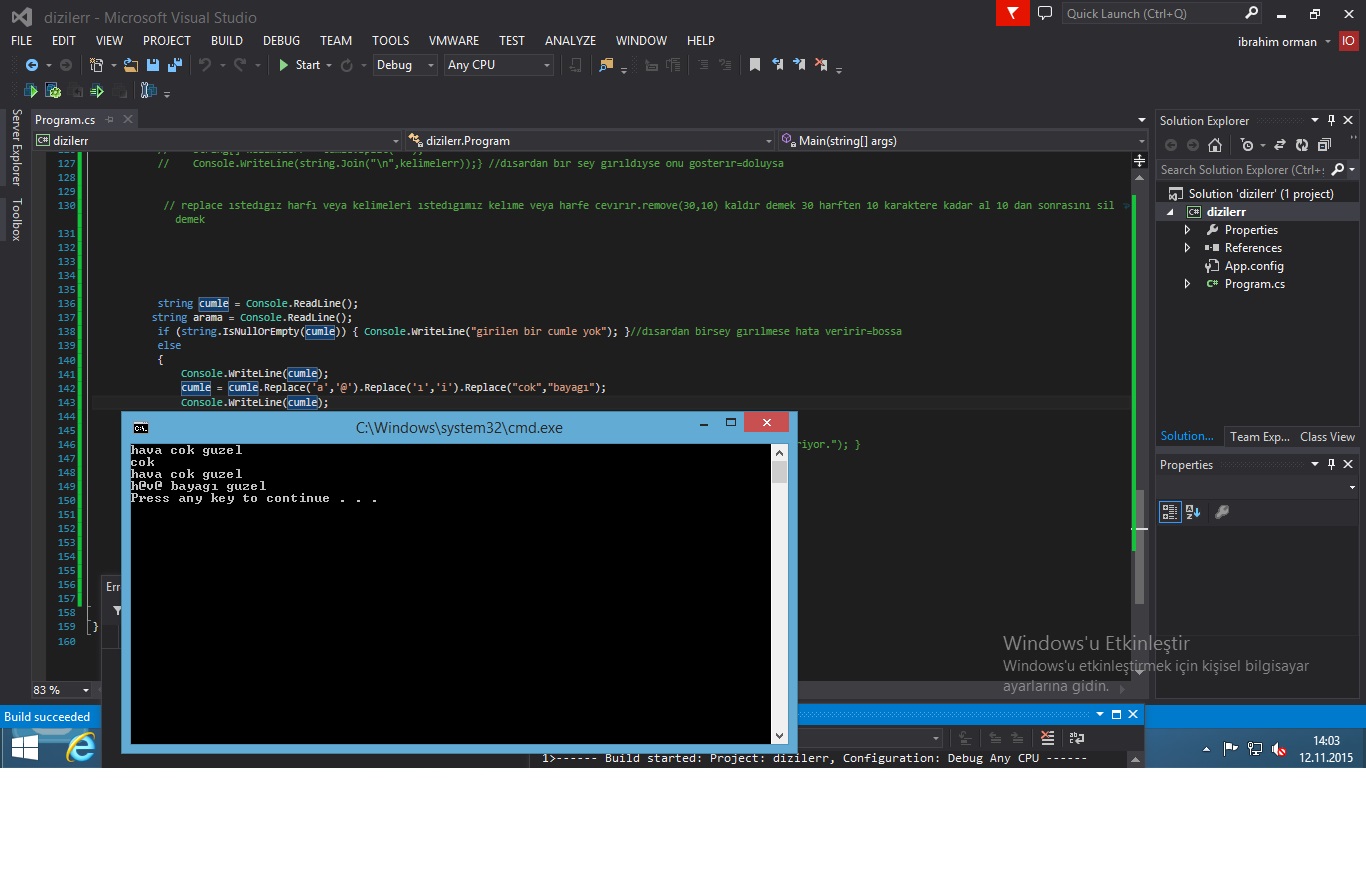 dizilerr - Microsoft Visual Studio
Quick Launch (Ctrl+Q)
FILE EDIT VIEW PROJECT BUILD DEBUG TEAM TOOLS VMWARE TEST ANALYZE WINDOW HELP
ibrahim orman IO
Start Debug Any CPU
Server Explorer
Toolbox
Program.cs
dizilerr dizilerr.Program Main(string[] args)
127 // Console.WriteLine(string.Join("\n",kelimelerr));} //dısardan bır sey gırıldıyse onu gosterır=doluysa
128
129
130 // replace ıstedıgız harfı veya kelimeleri ıstedıgımız kelıme veya harfe cevırır.remove(30,10) kaldır demek 30 harften 10 karaktere kadar al 10 dan sonrasını sil
demek
131
132
133
134
135
136 string cumle = Console.ReadLine();
137 string arama = Console.ReadLine();
138 if (string.IsNullOrEmpty(cumle)) { Console.WriteLine("girilen bir cumle yok"); }//dısardan birsey gırılmese hata veririr=bossa
139 else
140 {
141 Console.WriteLine(cumle);
142 cumle = cumle.Replace('a','@').Replace('ı','i').Replace("cok","bayagı");
143 Console.WriteLine(cumle);
144
145
146 riyor."); }
147
148
149
150
151
152
153
154
155
156
157
158
159 }
160
C:\Windows\system32\cmd.exe
hava cok guzel
cok
hava cok guzel
h@v@ bayagı guzel
Press any key to continue . . .
Err
83 %
Solution Explorer
Search Solution Explorer (Ctrl+;
Solution 'dizilerr' (1 project)
dizilerr
Properties
References
App.config
Program.cs
Solution... Team Exp... Class View
Properties
Windows'u Etkinleştir
Windows'u etkinleştirmek için kişisel bilgisayar
ayarlarına gidin.
Build succeeded
1>------ Build started: Project: dizilerr, Configuration: Debug Any CPU ------
14:03
12.11.2015